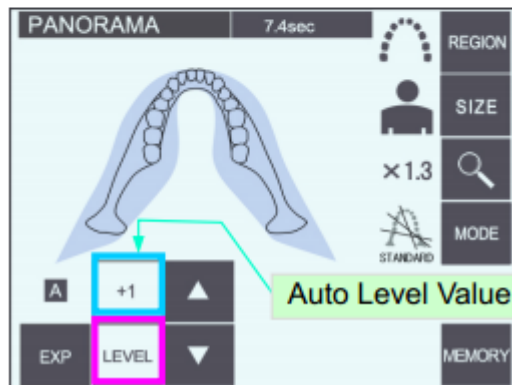 PANORAMA 7.4sec
REGION
SIZE
×1.3
STANDARD
MODE
A +1 ▲
Auto Level Value
EXP LEVEL ▼ MEMORY